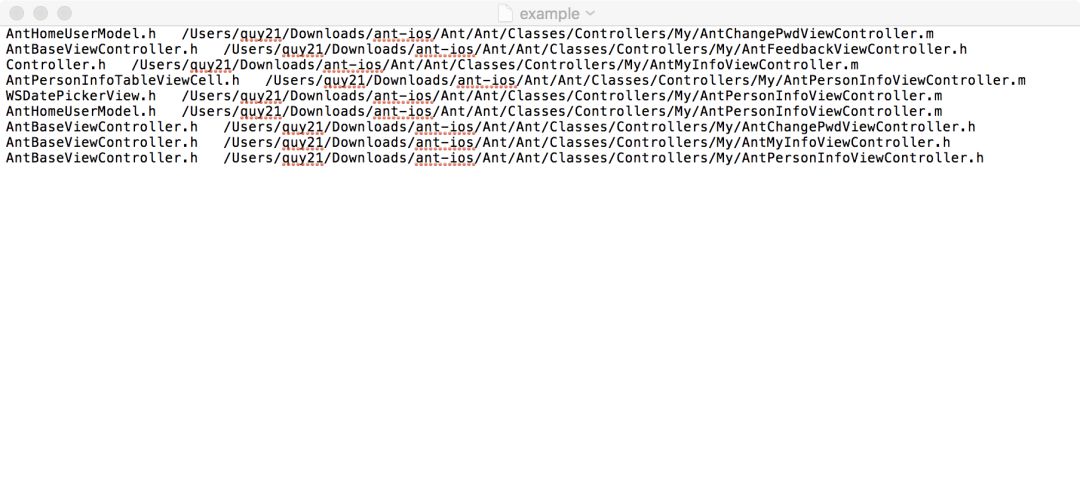 example
AntHomeUserModel.h   /Users/quy21/Downloads/ant-ios/Ant/Ant/Classes/Controllers/My/AntChangePwdViewController.m
AntBaseViewController.h   /Users/quy21/Downloads/ant-ios/Ant/Ant/Classes/Controllers/My/AntFeedbackViewController.h
Controller.h   /Users/quy21/Downloads/ant-ios/Ant/Ant/Classes/Controllers/My/AntMyInfoViewController.m
AntPersonInfoTableViewCell.h   /Users/quy21/Downloads/ant-ios/Ant/Ant/Classes/Controllers/My/AntPersonInfoViewController.m
WSDatePickerView.h   /Users/quy21/Downloads/ant-ios/Ant/Ant/Classes/Controllers/My/AntPersonInfoViewController.m
AntHomeUserModel.h   /Users/quy21/Downloads/ant-ios/Ant/Ant/Classes/Controllers/My/AntPersonInfoViewController.m
AntBaseViewController.h   /Users/quy21/Downloads/ant-ios/Ant/Ant/Classes/Controllers/My/AntChangePwdViewController.h
AntBaseViewController.h   /Users/quy21/Downloads/ant-ios/Ant/Ant/Classes/Controllers/My/AntMyInfoViewController.h
AntBaseViewController.h   /Users/quy21/Downloads/ant-ios/Ant/Ant/Classes/Controllers/My/AntPersonInfoViewController.h